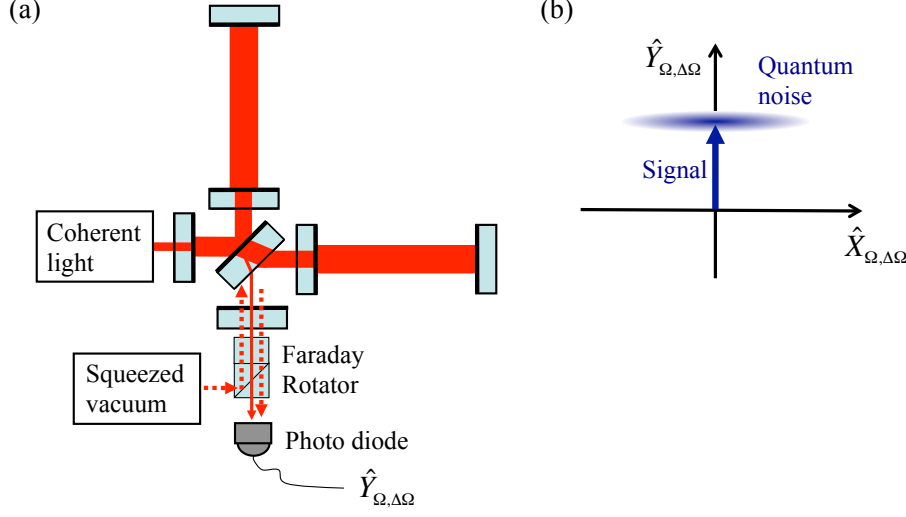 (a)
Coherent
light
Squeezed
vacuum
Faraday
Rotator
Photo diode
Ŷ_{Ω,ΔΩ}
(b)
Ŷ_{Ω,ΔΩ}
Quantum
noise
Signal
X̂_{Ω,ΔΩ}